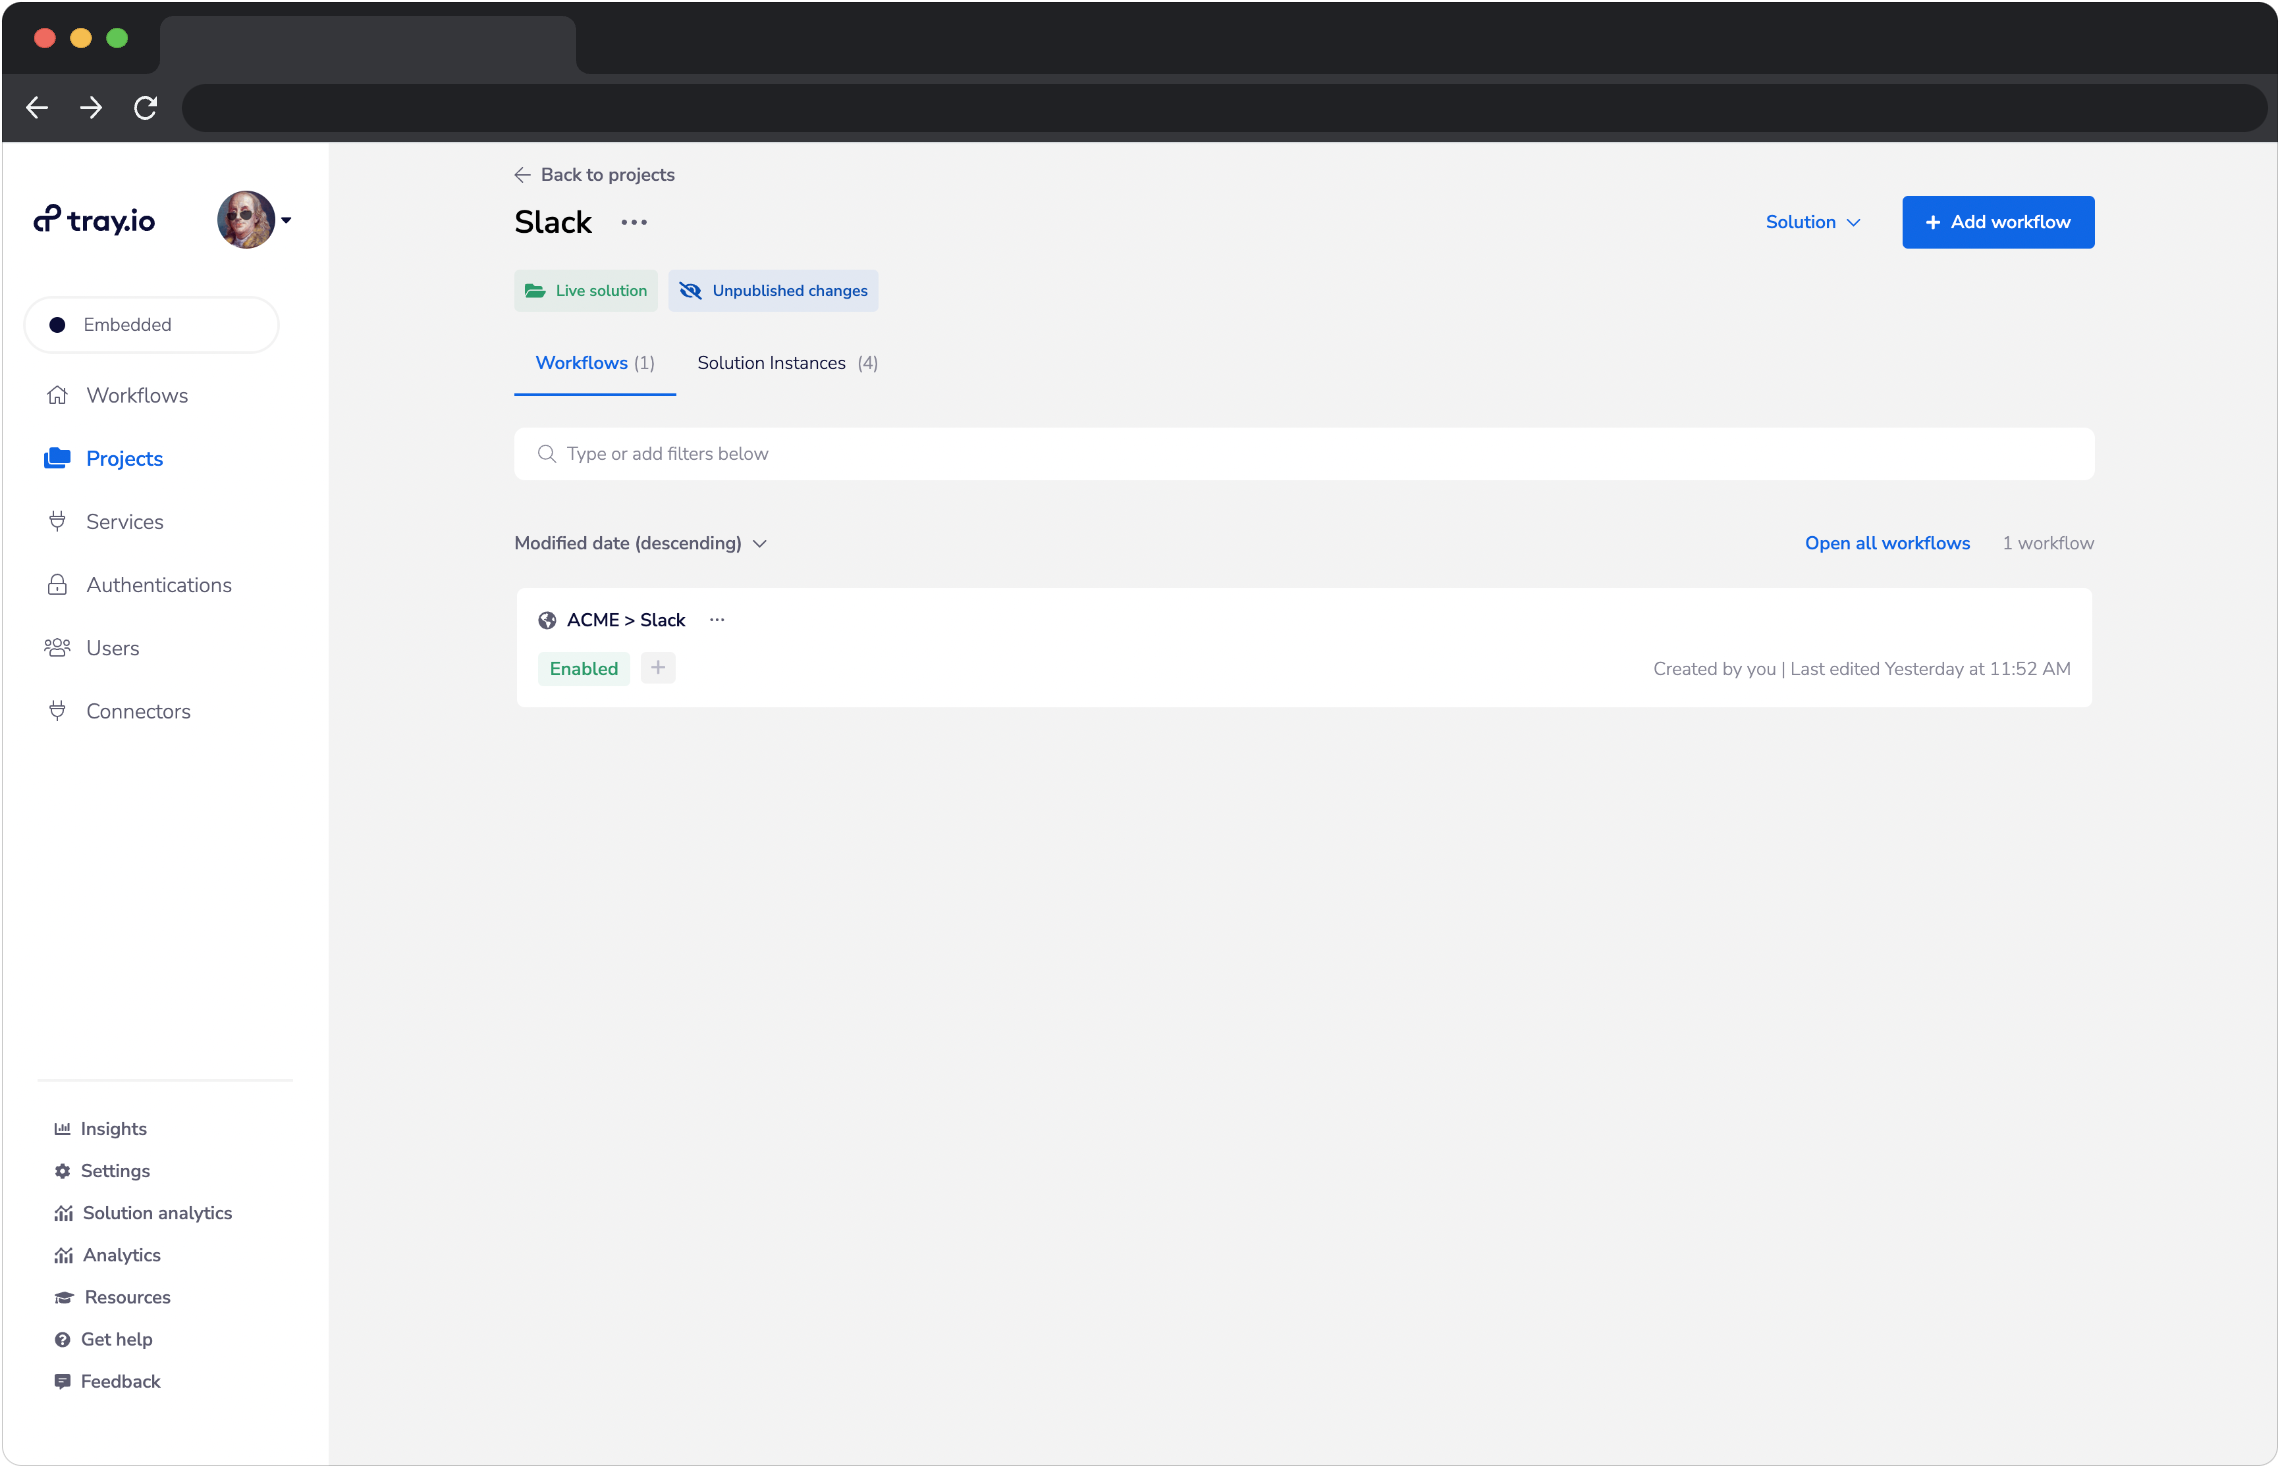 tray.io
Embedded
Workflows
Projects
Services
Authentications
Users
Connectors
Insights
Settings
Solution analytics
Analytics
Resources
Get help
Feedback
Back to projects
Slack
Solution
+ Add workflow
Live solution
Unpublished changes
Workflows (1)
Solution Instances (4)
Type or add filters below
Modified date (descending)
Open all workflows
1 workflow
ACME > Slack
Enabled
+
Created by you | Last edited Yesterday at 11:52 AM